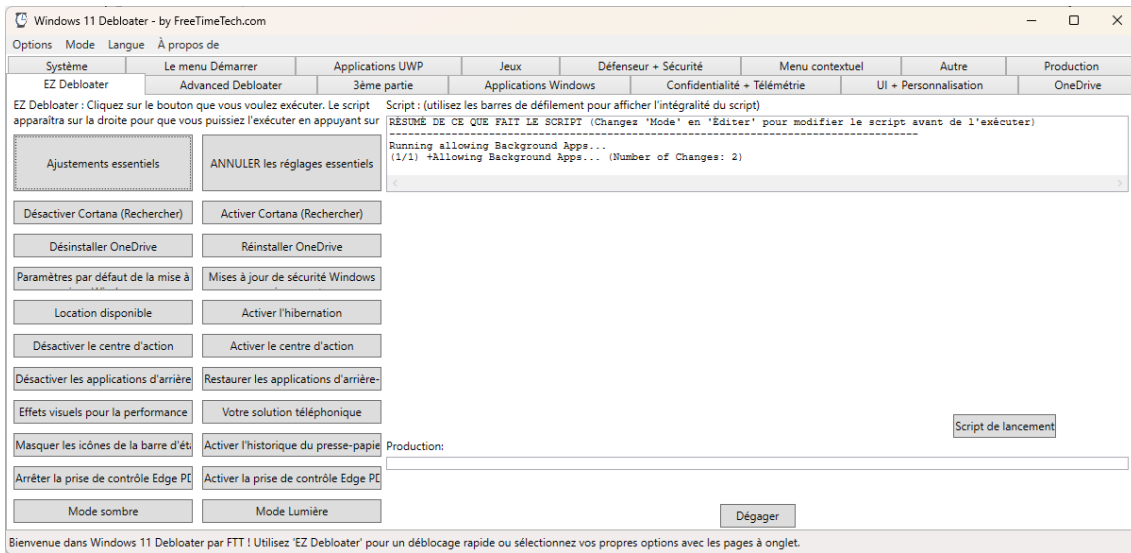 Windows 11 Debloater - by FreeTimeTech.com
Options Mode Langue À propos de
Système Le menu Démarrer Applications UWP Jeux Défenseur + Sécurité Menu contextuel Autre Production
EZ Debloater Advanced Debloater 3ème partie Applications Windows Confidentialité + Télémétrie UI + Personnalisation OneDrive
EZ Debloater : Cliquez sur le bouton que vous voulez exécuter. Le script
apparaîtra sur la droite pour que vous puissiez l'exécuter en appuyant sur
Script : (utilisez les barres de défilement pour afficher l'intégralité du script)
RÉSUMÉ DE CE QUE FAIT LE SCRIPT (Changez 'Mode' en 'Éditer' pour modifier le script avant de l'exécuter)
--------------------------------------------------------------------------------
Running allowing Background Apps...
(1/1) +Allowing Background Apps... (Number of Changes: 2)
Ajustements essentiels ANNULER les réglages essentiels
Désactiver Cortana (Rechercher) Activer Cortana (Rechercher)
Désinstaller OneDrive Réinstaller OneDrive
Paramètres par défaut de la mise à Mises à jour de sécurité Windows
Location disponible Activer l'hibernation
Désactiver le centre d'action Activer le centre d'action
Désactiver les applications d'arrière Restaurer les applications d'arrière-
Effets visuels pour la performance Votre solution téléphonique
Script de lancement
Masquer les icônes de la barre d'éta Activer l'historique du presse-papie
Production:
Arrêter la prise de contrôle Edge PD Activer la prise de contrôle Edge PD
Mode sombre Mode Lumière
Dégager
Bienvenue dans Windows 11 Debloater par FTT ! Utilisez 'EZ Debloater' pour un déblocage rapide ou sélectionnez vos propres options avec les pages à onglet.